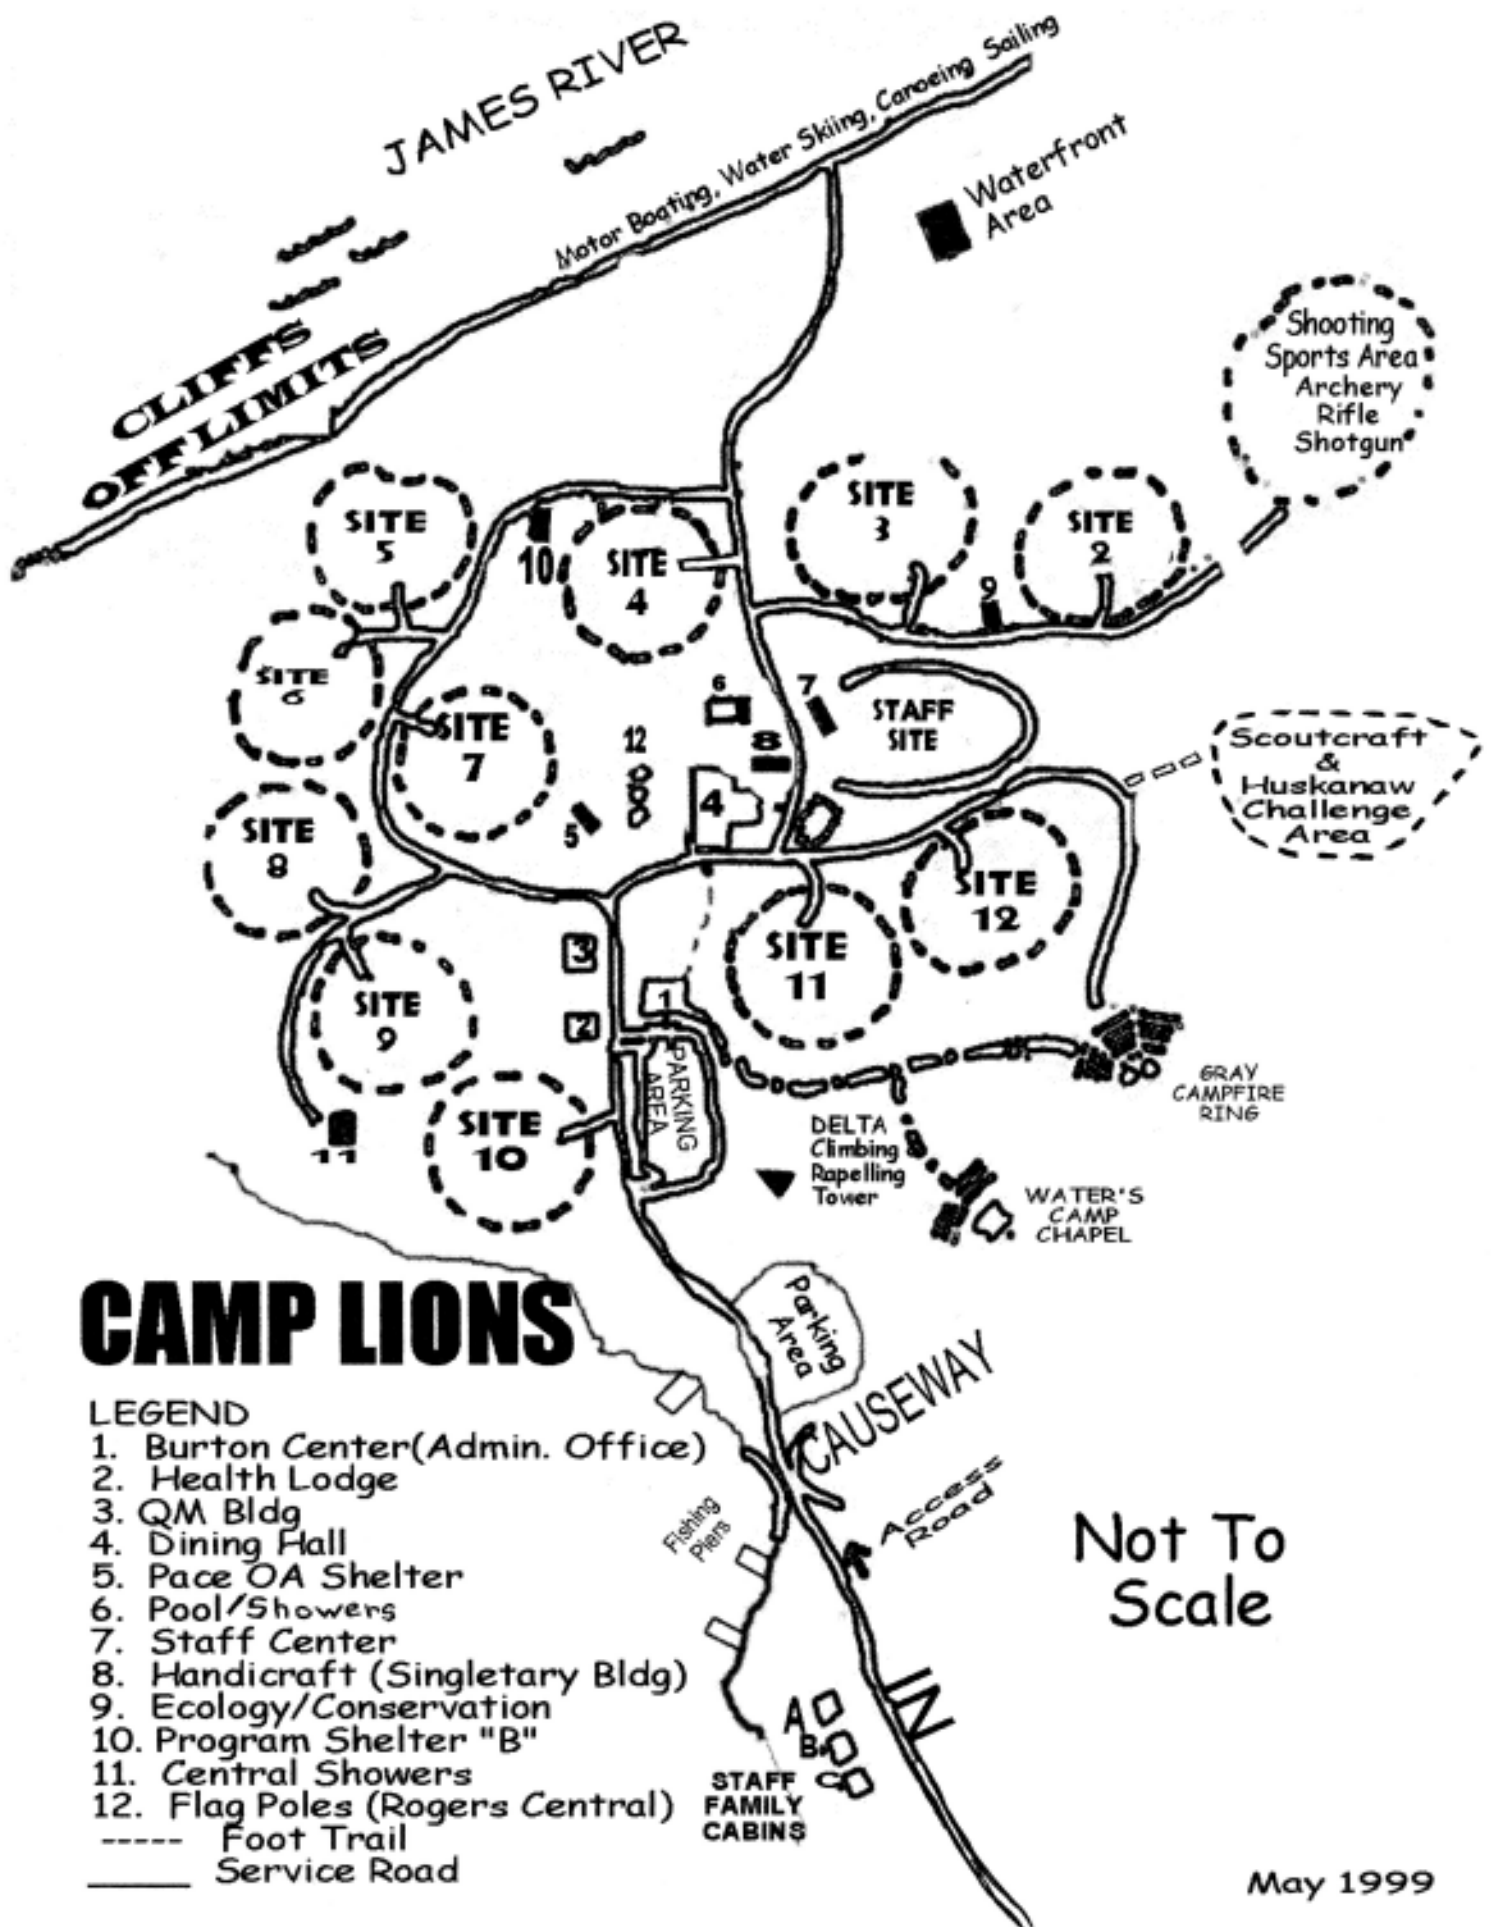 JAMES RIVER
Motor Boating, Water Skiing, Canoeing Sailing
Waterfront
Area
CLIFFS
OFF LIMITS
Shooting
Sports Area
Archery
Rifle
Shotgun
SITE
5
10
SITE
4
SITE
3
9
SITE
2
SITE
6
SITE
7
12
6
7
8
STAFF
SITE
Scoutcraft
&
Huskanaw
Challenge
Area
SITE
8
5
4
SITE
12
SITE
11
3
SITE
9
1
2
PARKING
AREA
GRAY
CAMPFIRE
RING
SITE
10
11
DELTA
Climbing &
Rapelling
Tower
WATER'S
CAMP
CHAPEL
Parking
Area
CAMP LIONS
CAUSEWAY
Access
Road
Fishing
Piers
IN
A
B
C
STAFF
FAMILY
CABINS
LEGEND
1. Burton Center(Admin. Office)
2. Health Lodge
3. QM Bldg
4. Dining Hall
5. Pace OA Shelter
6. Pool/Showers
7. Staff Center
8. Handicraft (Singletary Bldg)
9. Ecology/Conservation
10. Program Shelter "B"
11. Central Showers
12. Flag Poles (Rogers Central)
----- Foot Trail
_____ Service Road
Not To
Scale
May 1999